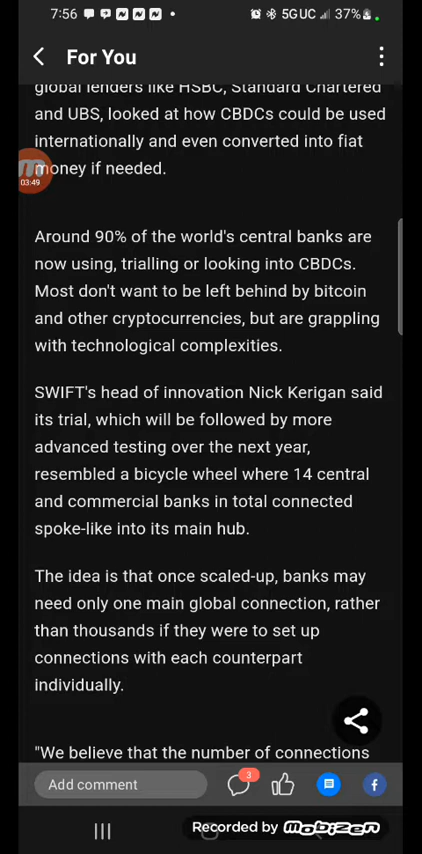 7:56
5GUC
37%
For You
global lenders like HSBC, Standard Chartered
and UBS, looked at how CBDCs could be used
internationally and even converted into fiat
money if needed.
03:49
Around 90% of the world's central banks are
now using, trialling or looking into CBDCs.
Most don't want to be left behind by bitcoin
and other cryptocurrencies, but are grappling
with technological complexities.
SWIFT's head of innovation Nick Kerigan said
its trial, which will be followed by more
advanced testing over the next year,
resembled a bicycle wheel where 14 central
and commercial banks in total connected
spoke-like into its main hub.
The idea is that once scaled-up, banks may
need only one main global connection, rather
than thousands if they were to set up
connections with each counterpart
individually.
"We believe that the number of connections
Add comment
3
f
Recorded by mobizen